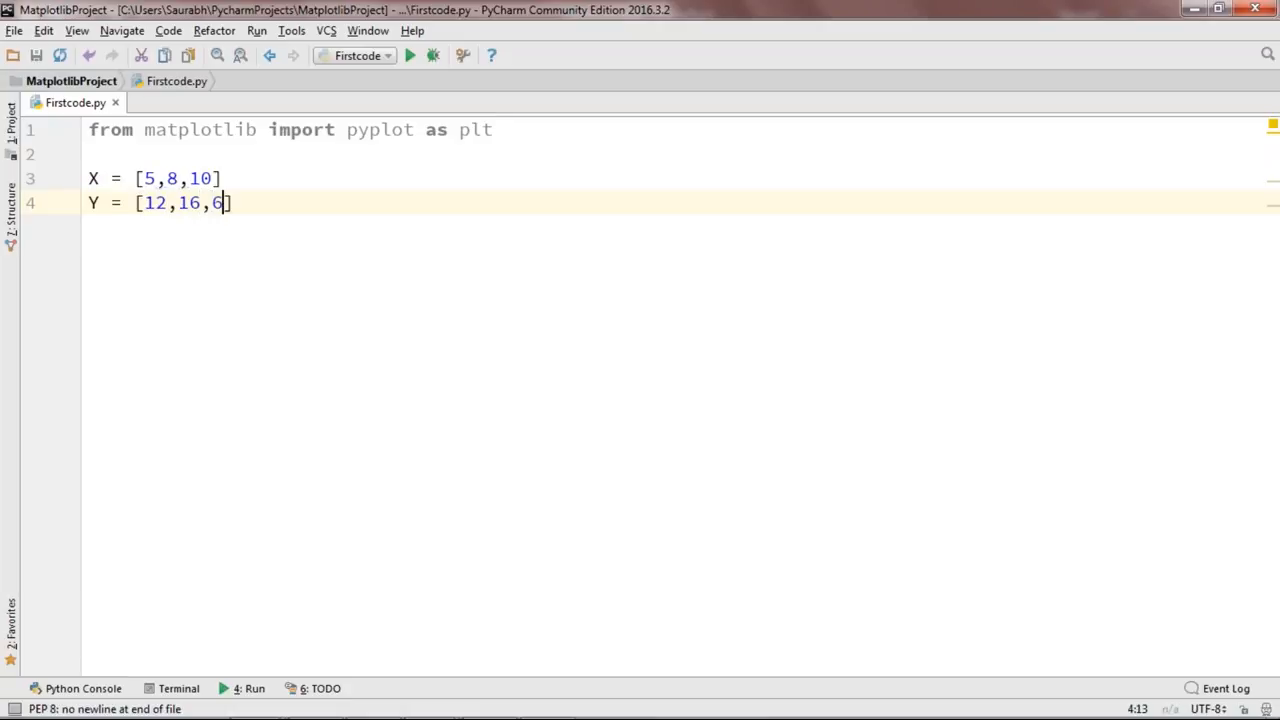 MatplotlibProject - [C:\Users\Saurabh\PycharmProjects\MatplotlibProject] - ...\Firstcode.py - PyCharm Community Edition 2016.3.2
File Edit View Navigate Code Refactor Run Tools VCS Window Help
Firstcode
MatplotlibProject Firstcode.py
Firstcode.py
1: Project
7: Structure
2: Favorites
1 from matplotlib import pyplot as plt
2
3 X = [5,8,10]
4 Y = [12,16,6]
Python Console Terminal 4: Run 6: TODO Event Log
PEP 8: no newline at end of file 4:13 n/a UTF-8